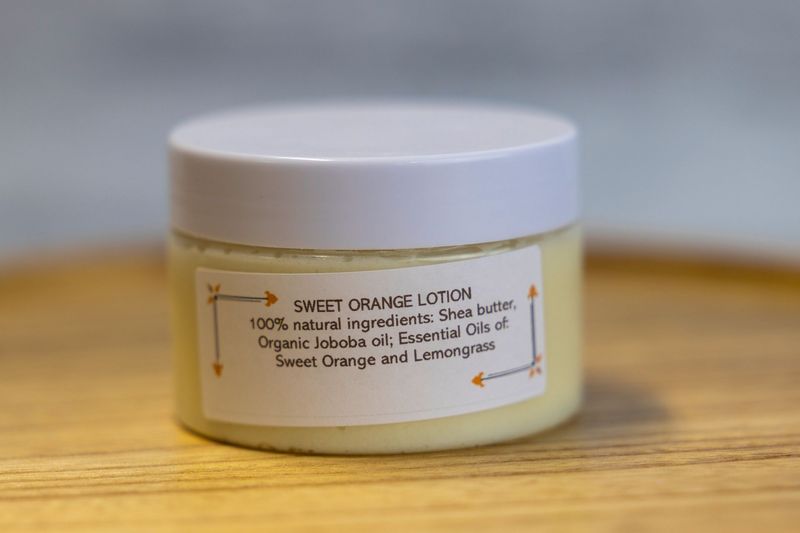 SWEET ORANGE LOTION
100% natural ingredients: Shea butter,
Organic Joboba oil; Essential Oils of:
Sweet Orange and Lemongrass